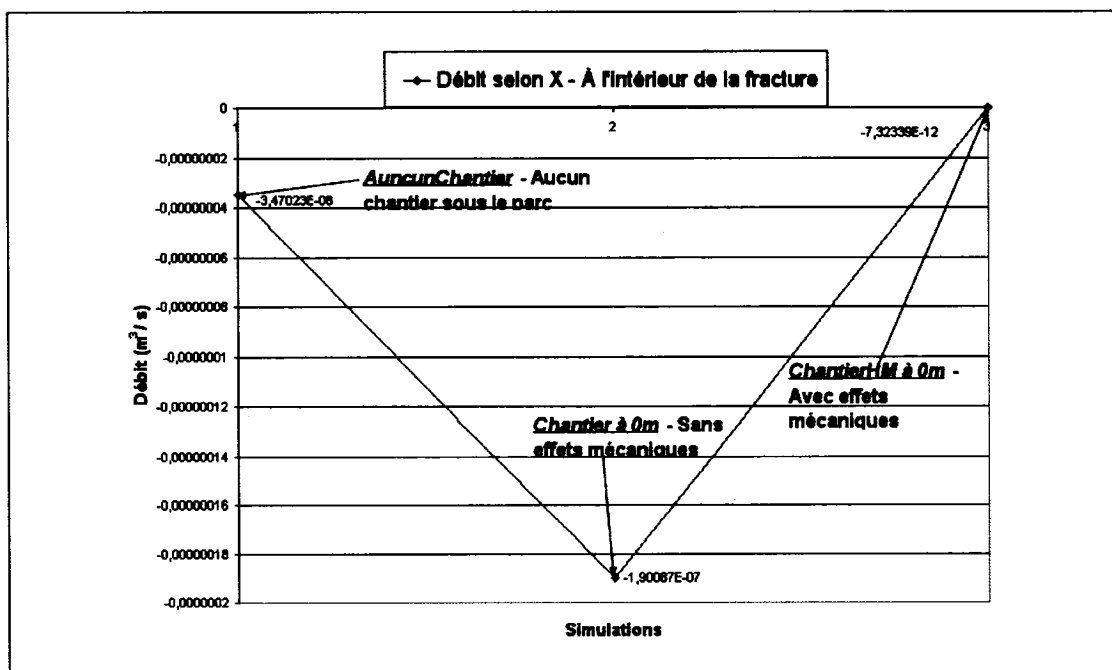 Débit selon X - À l'intérieur de la fracture
0
1
2
3
-7,32339E-12
-0,00000002
AuncunChantier - Aucun
chantier sous le parc
-3,47023E-08
-0,00000004
-0,00000006
-0,00000008
-0,0000001
ChantierHM à 0m -
Avec effets
mécaniques
-0,00000012
Chantier à 0m - Sans
effets mécaniques
-0,00000014
-0,00000016
-0,00000018
-1,90087E-07
-0,0000002
Débit (m³/ s)
Simulations